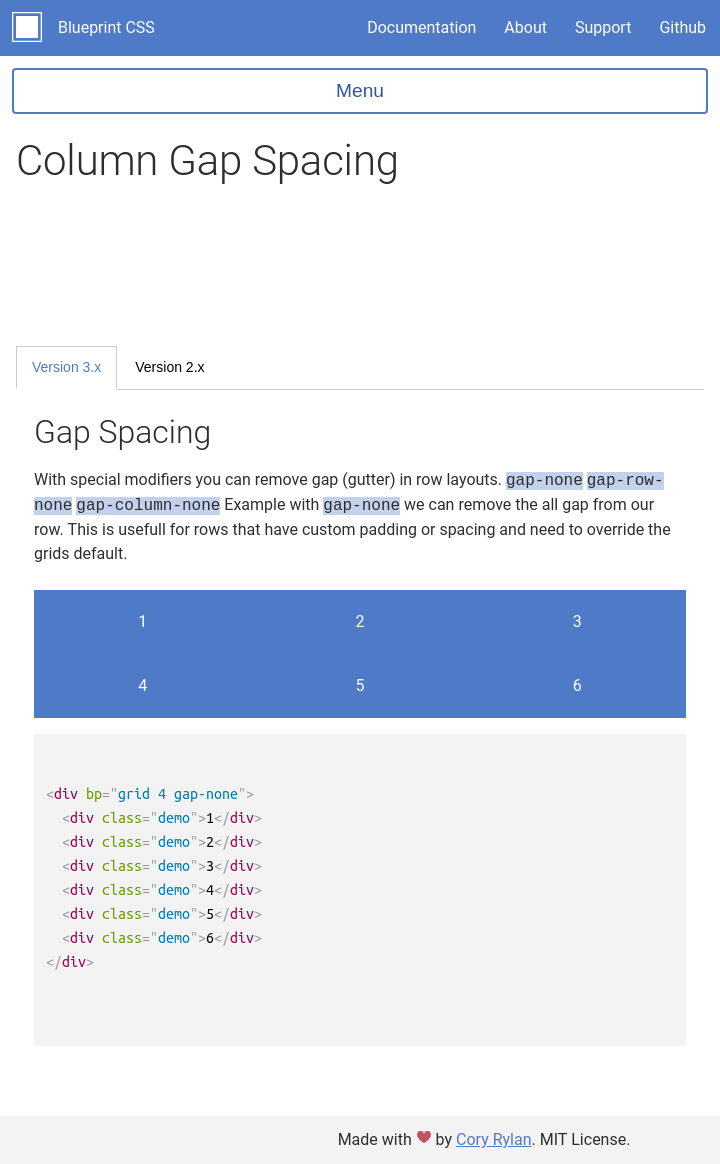 Blueprint CSS Documentation About Support Github
Menu
Column Gap Spacing
Version 3.x Version 2.x
Gap Spacing
With special modifiers you can remove gap (gutter) in row layouts. gap-none gap-row-
none gap-column-none Example with gap-none we can remove the all gap from our
row. This is usefull for rows that have custom padding or spacing and need to override the
grids default.
1 2 3
4 5 6
<div bp="grid 4 gap-none">
  <div class="demo">1</div>
  <div class="demo">2</div>
  <div class="demo">3</div>
  <div class="demo">4</div>
  <div class="demo">5</div>
  <div class="demo">6</div>
</div>
Made with ♥ by Cory Rylan. MIT License.